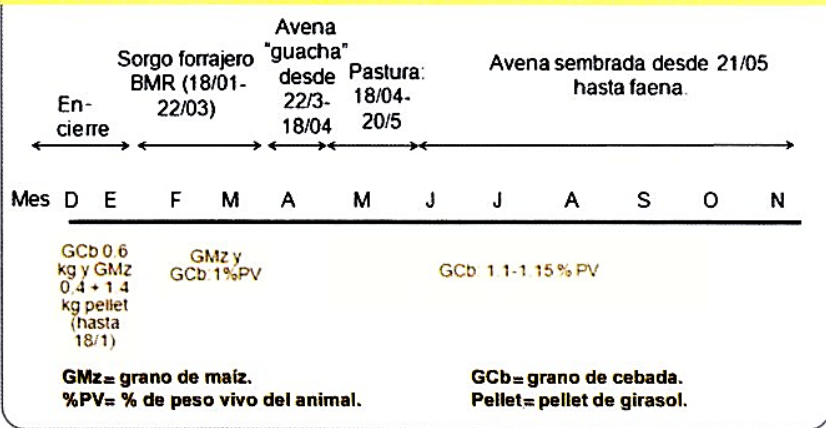 Encierre
Sorgo forrajero
BMR (18/01-
22/03)
Avena
"guacha"
desde
22/3-
18/04
Pastura:
18/04-
20/5
Avena sembrada desde 21/05
hasta faena.
Mes D E F M A M J J A S O N
GCb 0.6
kg y GMz
0.4 + 1.4
kg pellet
(hasta
18/1)
GMz y
GCb: 1%PV
GCb: 1.1-1.15 % PV
GMz= grano de maíz.
%PV= % de peso vivo del animal.
GCb= grano de cebada.
Pellet= pellet de girasol.